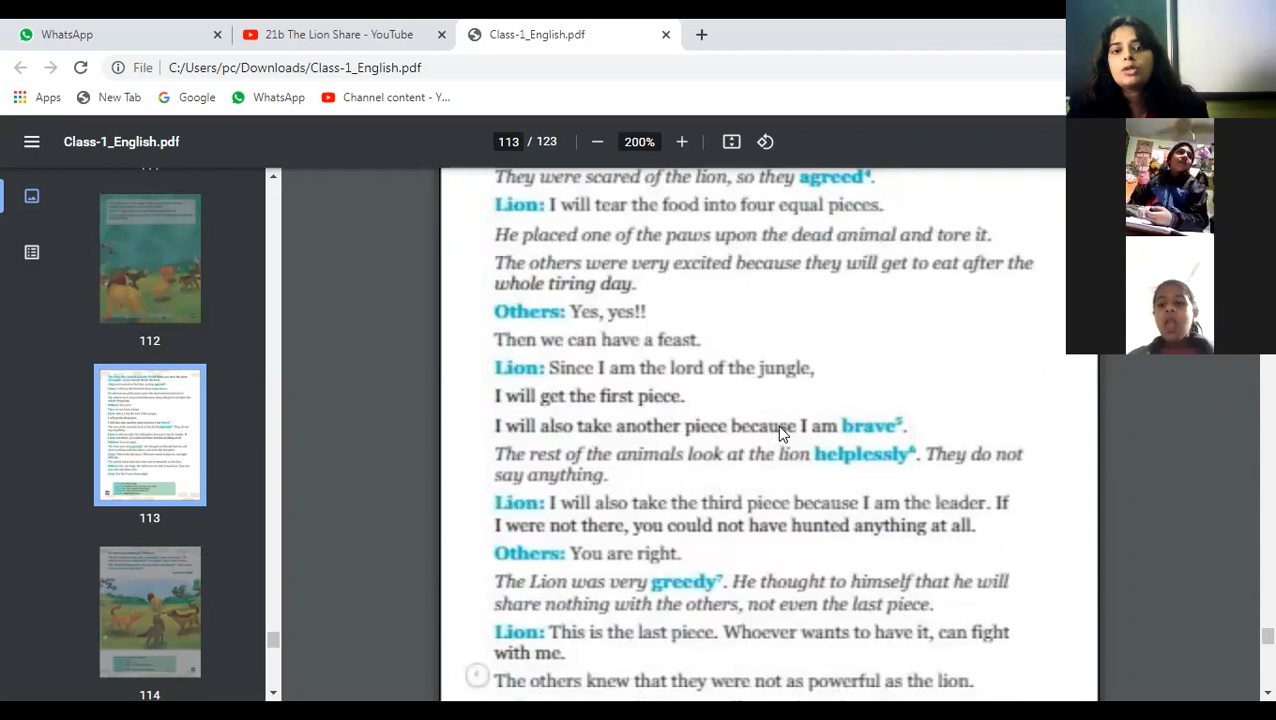 WhatsApp
21b The Lion Share - YouTube
Class-1_English.pdf
File
C:/Users/pc/Downloads/Class-1_English.pdf
Apps
New Tab
Google
WhatsApp
Channel content - Y...
Class-1_English.pdf
113 / 123
200%
They were scared of the lion, so they agreed⁴.
Lion: I will tear the food into four equal pieces.
He placed one of the paws upon the dead animal and tore it.
The others were very excited because they will get to eat after the
whole tiring day.
Others: Yes, yes!!
Then we can have a feast.
Lion: Since I am the lord of the jungle,
I will get the first piece.
I will also take another piece because I am brave⁵.
The rest of the animals look at the lion helplessly⁶. They do not
say anything.
Lion: I will also take the third piece because I am the leader. If
I were not there, you could not have hunted anything at all.
Others: You are right.
The Lion was very greedy⁷. He thought to himself that he will
share nothing with the others, not even the last piece.
Lion: This is the last piece. Whoever wants to have it, can fight
with me.
The others knew that they were not as powerful as the lion.
112
113
114